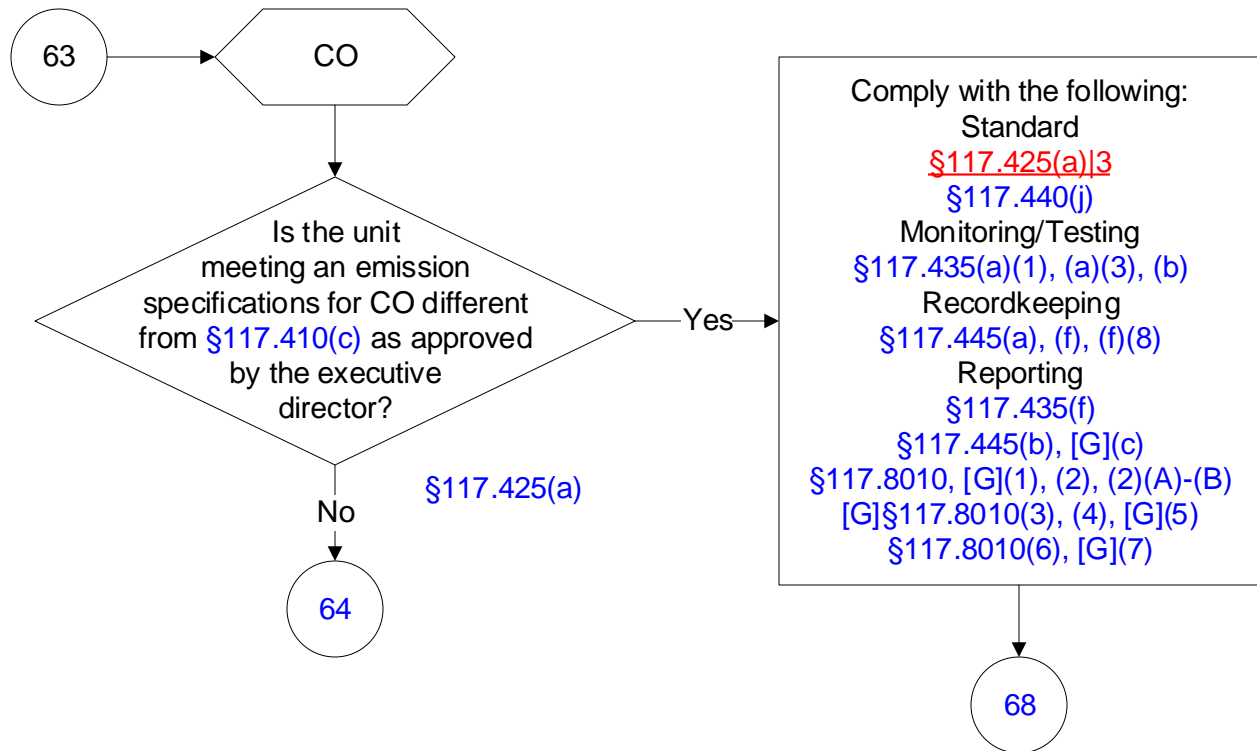 63
CO
Is the unit
meeting an emission
specifications for CO different
from §117.410(c) as approved
by the executive
director?
Yes
§117.425(a)
No
64
Comply with the following:
Standard
§117.425(a)|3
§117.440(j)
Monitoring/Testing
§117.435(a)(1), (a)(3), (b)
Recordkeeping
§117.445(a), (f), (f)(8)
Reporting
§117.435(f)
§117.445(b), [G](c)
§117.8010, [G](1), (2), (2)(A)-(B)
[G]§117.8010(3), (4), [G](5)
§117.8010(6), [G](7)
68